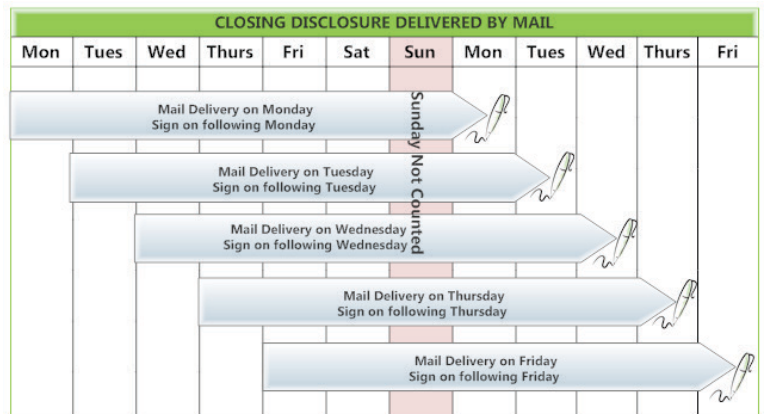 CLOSING DISCLOSURE DELIVERED BY MAIL
Mon Tues Wed Thurs Fri Sat Sun Mon Tues Wed Thurs Fri
Sunday Not Counted
Mail Delivery on Monday
Sign on following Monday
Mail Delivery on Tuesday
Sign on following Tuesday
Mail Delivery on Wednesday
Sign on following Wednesday
Mail Delivery on Thursday
Sign on following Thursday
Mail Delivery on Friday
Sign on following Friday